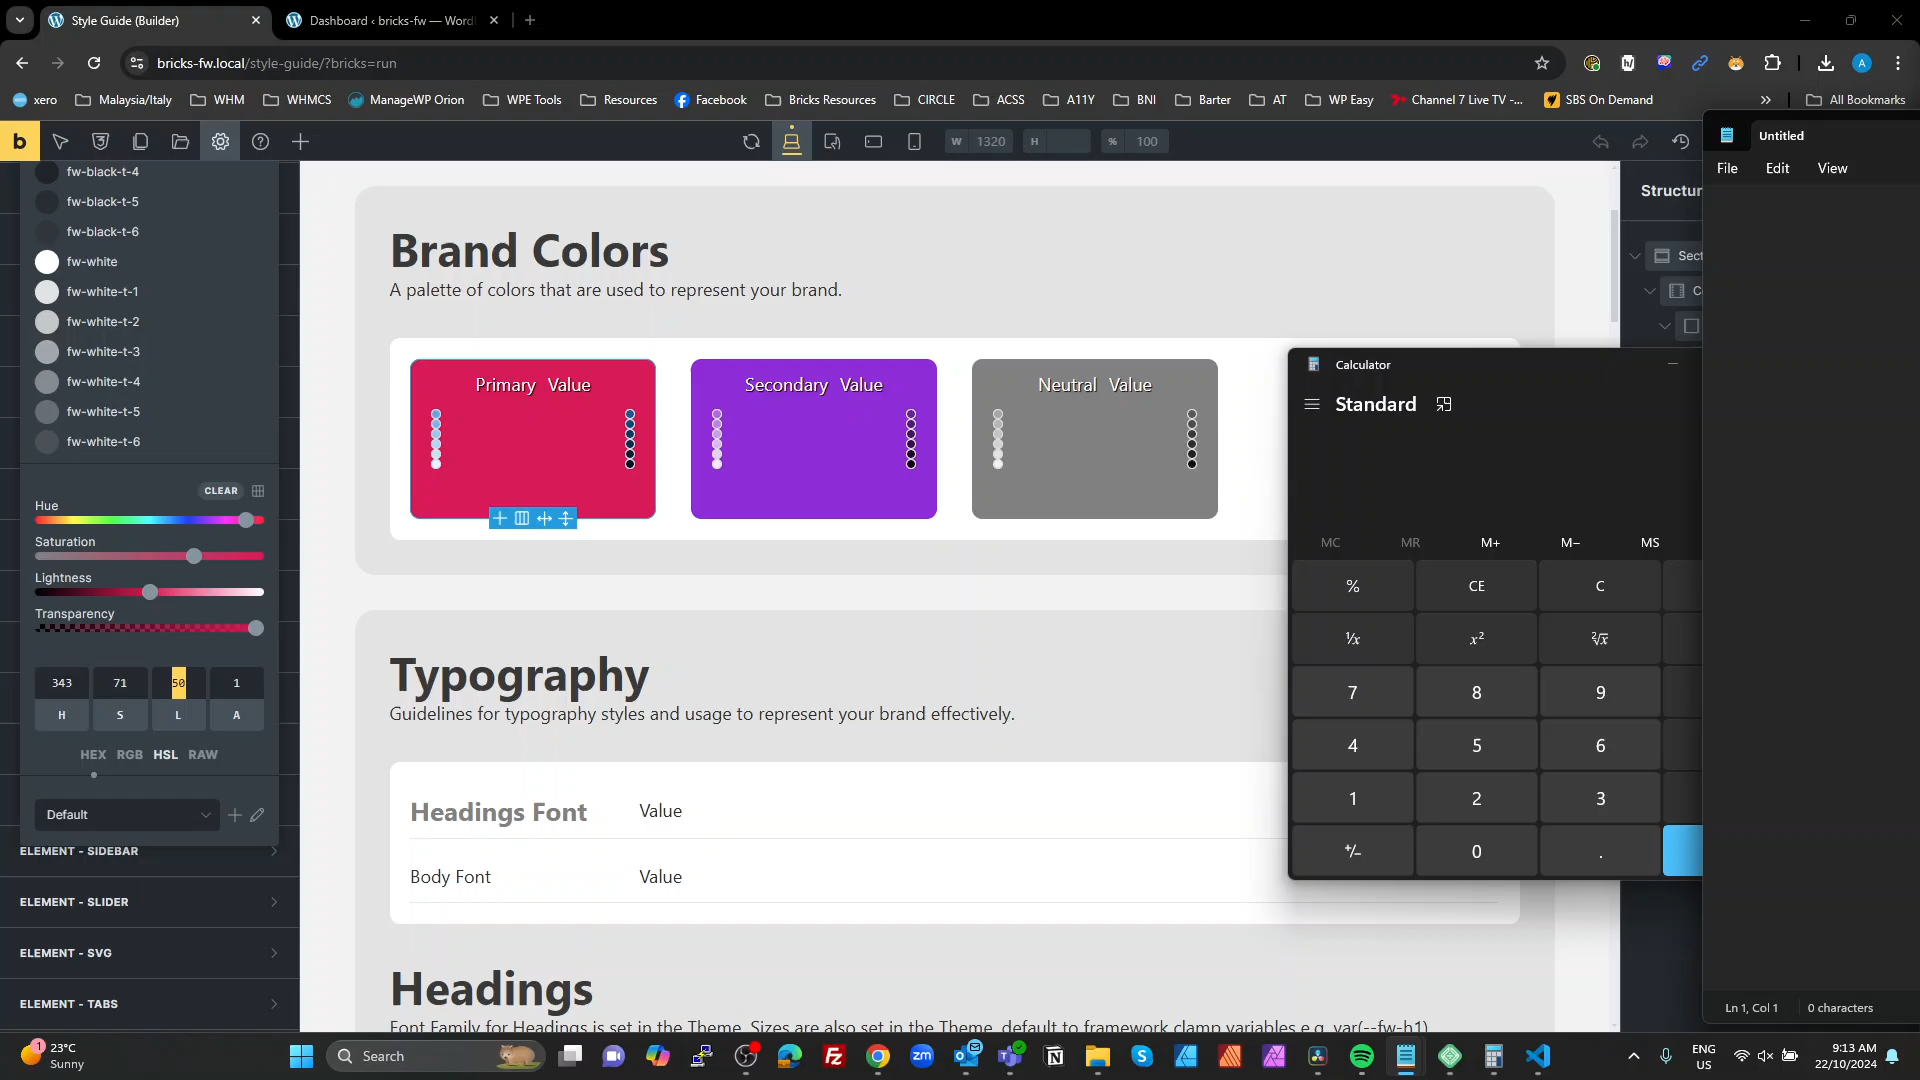 Style Guide (Builder)
Dashboard ‹ bricks-fw — Word
bricks-fw.local/style-guide/?bricks=run
xero
Malaysia/Italy
WHM
WHMCS
ManageWP Orion
WPE Tools
Resources
Facebook
Bricks Resources
CIRCLE
ACSS
A11Y
BNI
Barter
AT
WP Easy
Channel 7 Live TV -...
SBS On Demand
All Bookmarks
b
W 1320
H
% 100
Untitled
File Edit View
Structur
Sect
C
fw-black-t-4
fw-black-t-5
fw-black-t-6
fw-white
fw-white-t-1
fw-white-t-2
fw-white-t-3
fw-white-t-4
fw-white-t-5
fw-white-t-6
CLEAR
Hue
Saturation
Lightness
Transparency
343 71 50 1
H S L A
HEX RGB HSL RAW
Default
ELEMENT - SIDEBAR
ELEMENT - SLIDER
ELEMENT - SVG
ELEMENT - TABS
Brand Colors
A palette of colors that are used to represent your brand.
Primary Value
Secondary Value
Neutral Value
Typography
Guidelines for typography styles and usage to represent your brand effectively.
Headings Font Value
Body Font Value
Headings
Font Family for Headings is set in the Theme. Sizes are also set in the Theme, default to framework clamp variables e.g. var(--fw-h1)
Calculator
Standard
MC MR M+ M− MS
% CE C
¹/x x² ²√x
7 8 9
4 5 6
1 2 3
+/− 0 .
Ln 1, Col 1
0 characters
1
23°C
Sunny
Search
ENG
US
9:13 AM
22/10/2024